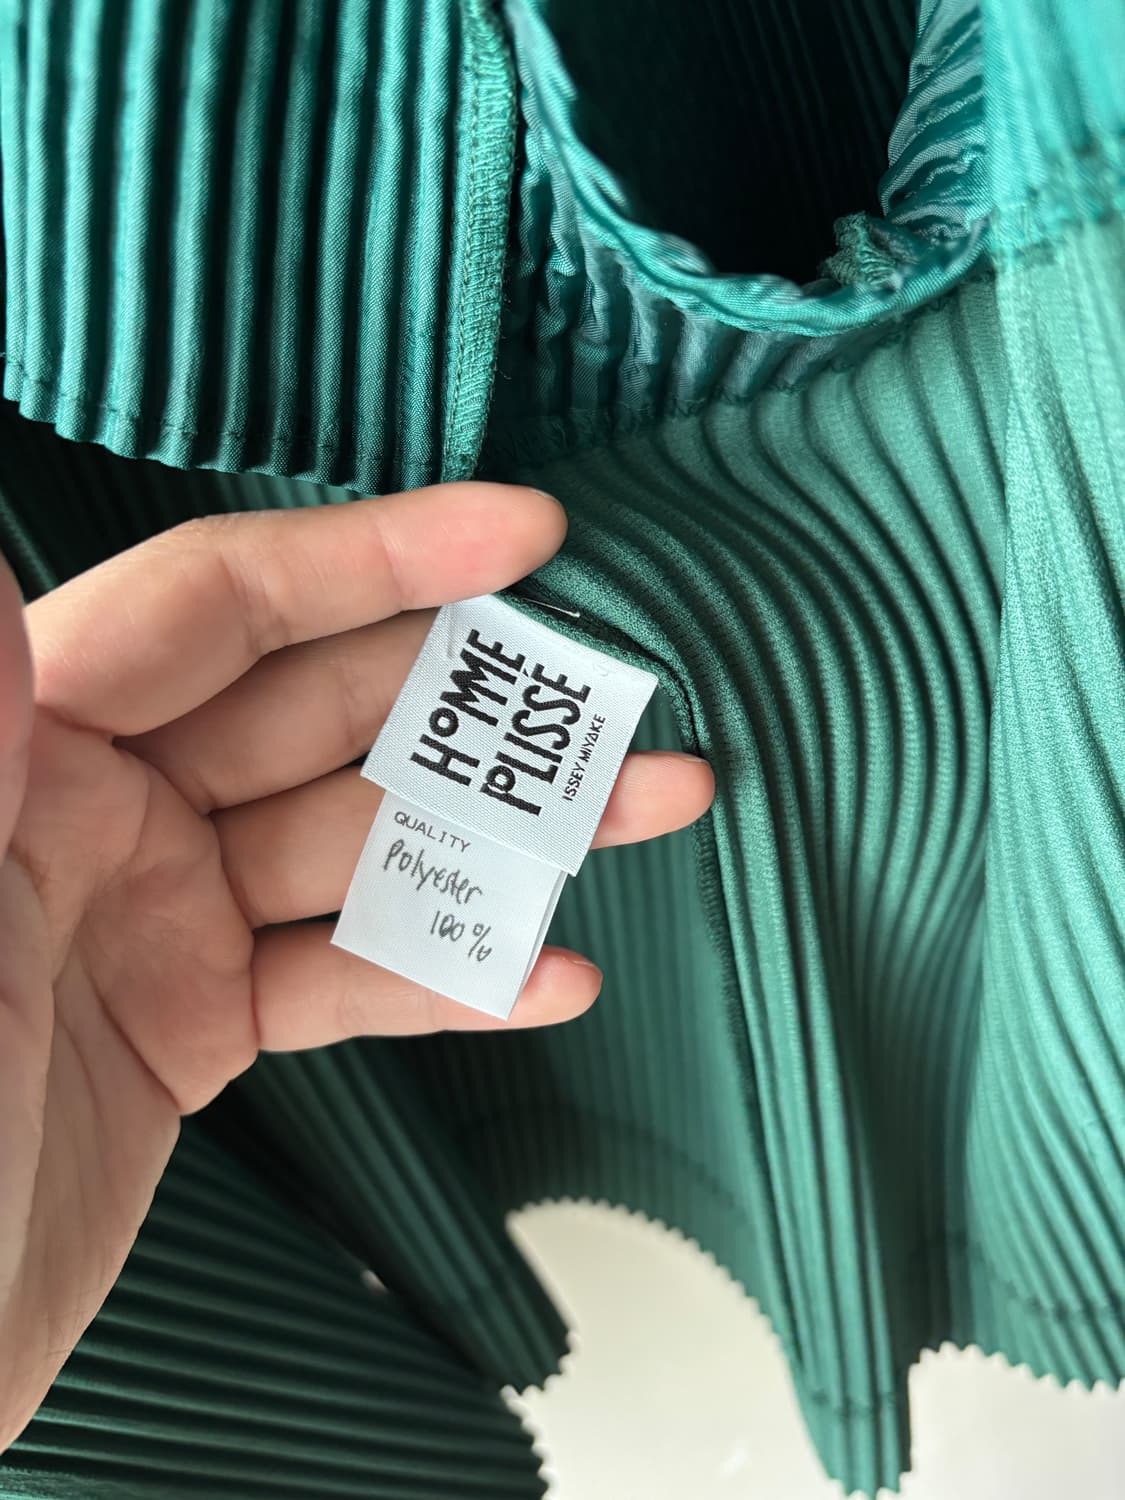 HOMME
PLISSÉ
ISSEY MIYAKE
QUALITY
Polyester
100%